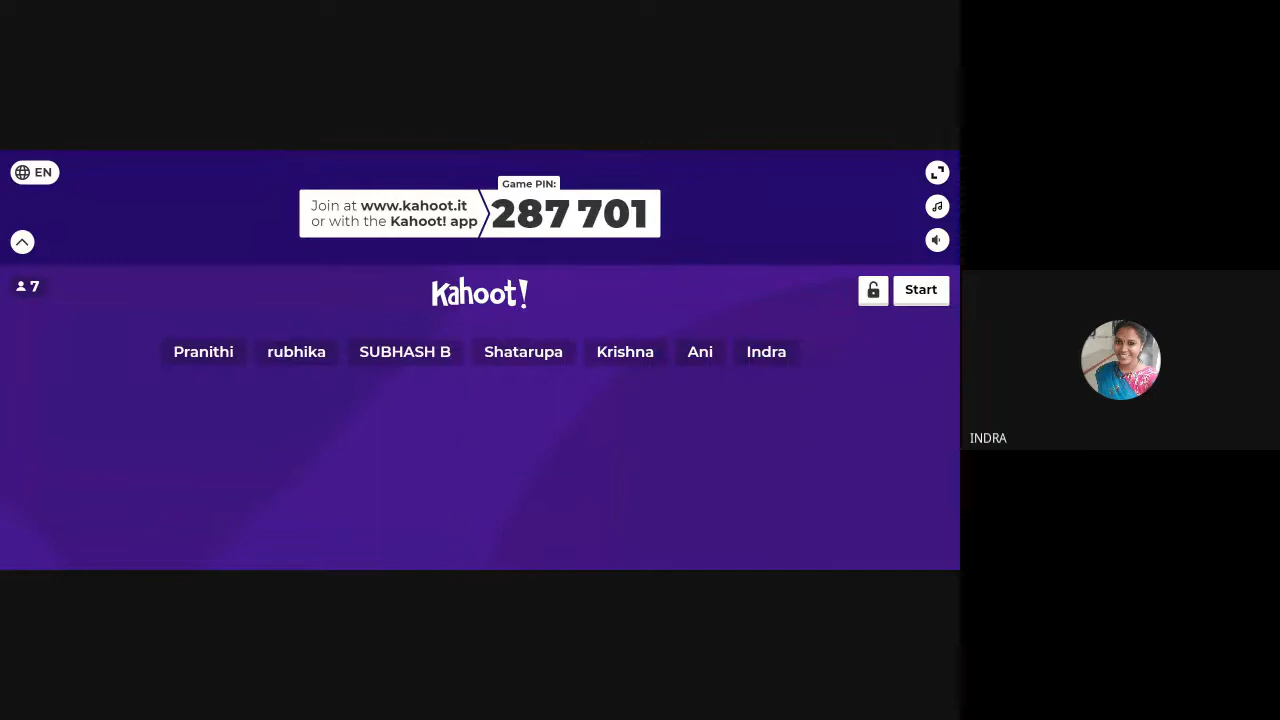 EN
Game PIN:
Join at www.kahoot.it
or with the Kahoot! app
287 701
7
Kahoot!
Start
Pranithi rubhika SUBHASH B Shatarupa Krishna Ani Indra
INDRA